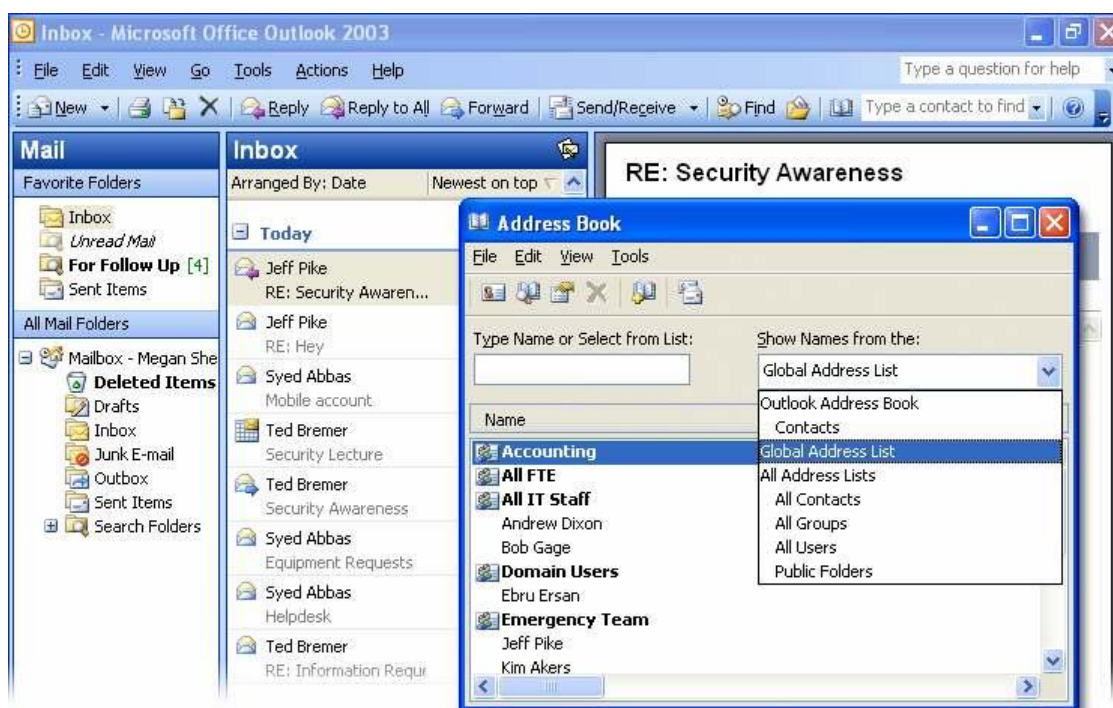 Inbox - Microsoft Office Outlook 2003
File Edit View Go Tools Actions Help
Type a question for help
New Reply Reply to All Forward Send/Receive Find Type a contact to find
Mail
Favorite Folders
Inbox
Unread Mail
For Follow Up [4]
Sent Items
All Mail Folders
Mailbox - Megan She
Deleted Items
Drafts
Inbox
Junk E-mail
Outbox
Sent Items
Search Folders
Inbox
Arranged By: Date Newest on top
Today
Jeff Pike
RE: Security Awaren...
Jeff Pike
RE: Hey
Syed Abbas
Mobile account
Ted Bremer
Security Lecture
Ted Bremer
Security Awareness
Syed Abbas
Equipment Requests
Syed Abbas
Helpdesk
Ted Bremer
RE: Information Reque
RE: Security Awareness
Address Book
File Edit View Tools
Type Name or Select from List:
Show Names from the:
Global Address List
Name
Accounting
All FTE
All IT Staff
Andrew Dixon
Bob Gage
Domain Users
Ebru Ersan
Emergency Team
Jeff Pike
Kim Akers
Outlook Address Book
Contacts
Global Address List
All Address Lists
All Contacts
All Groups
All Users
Public Folders